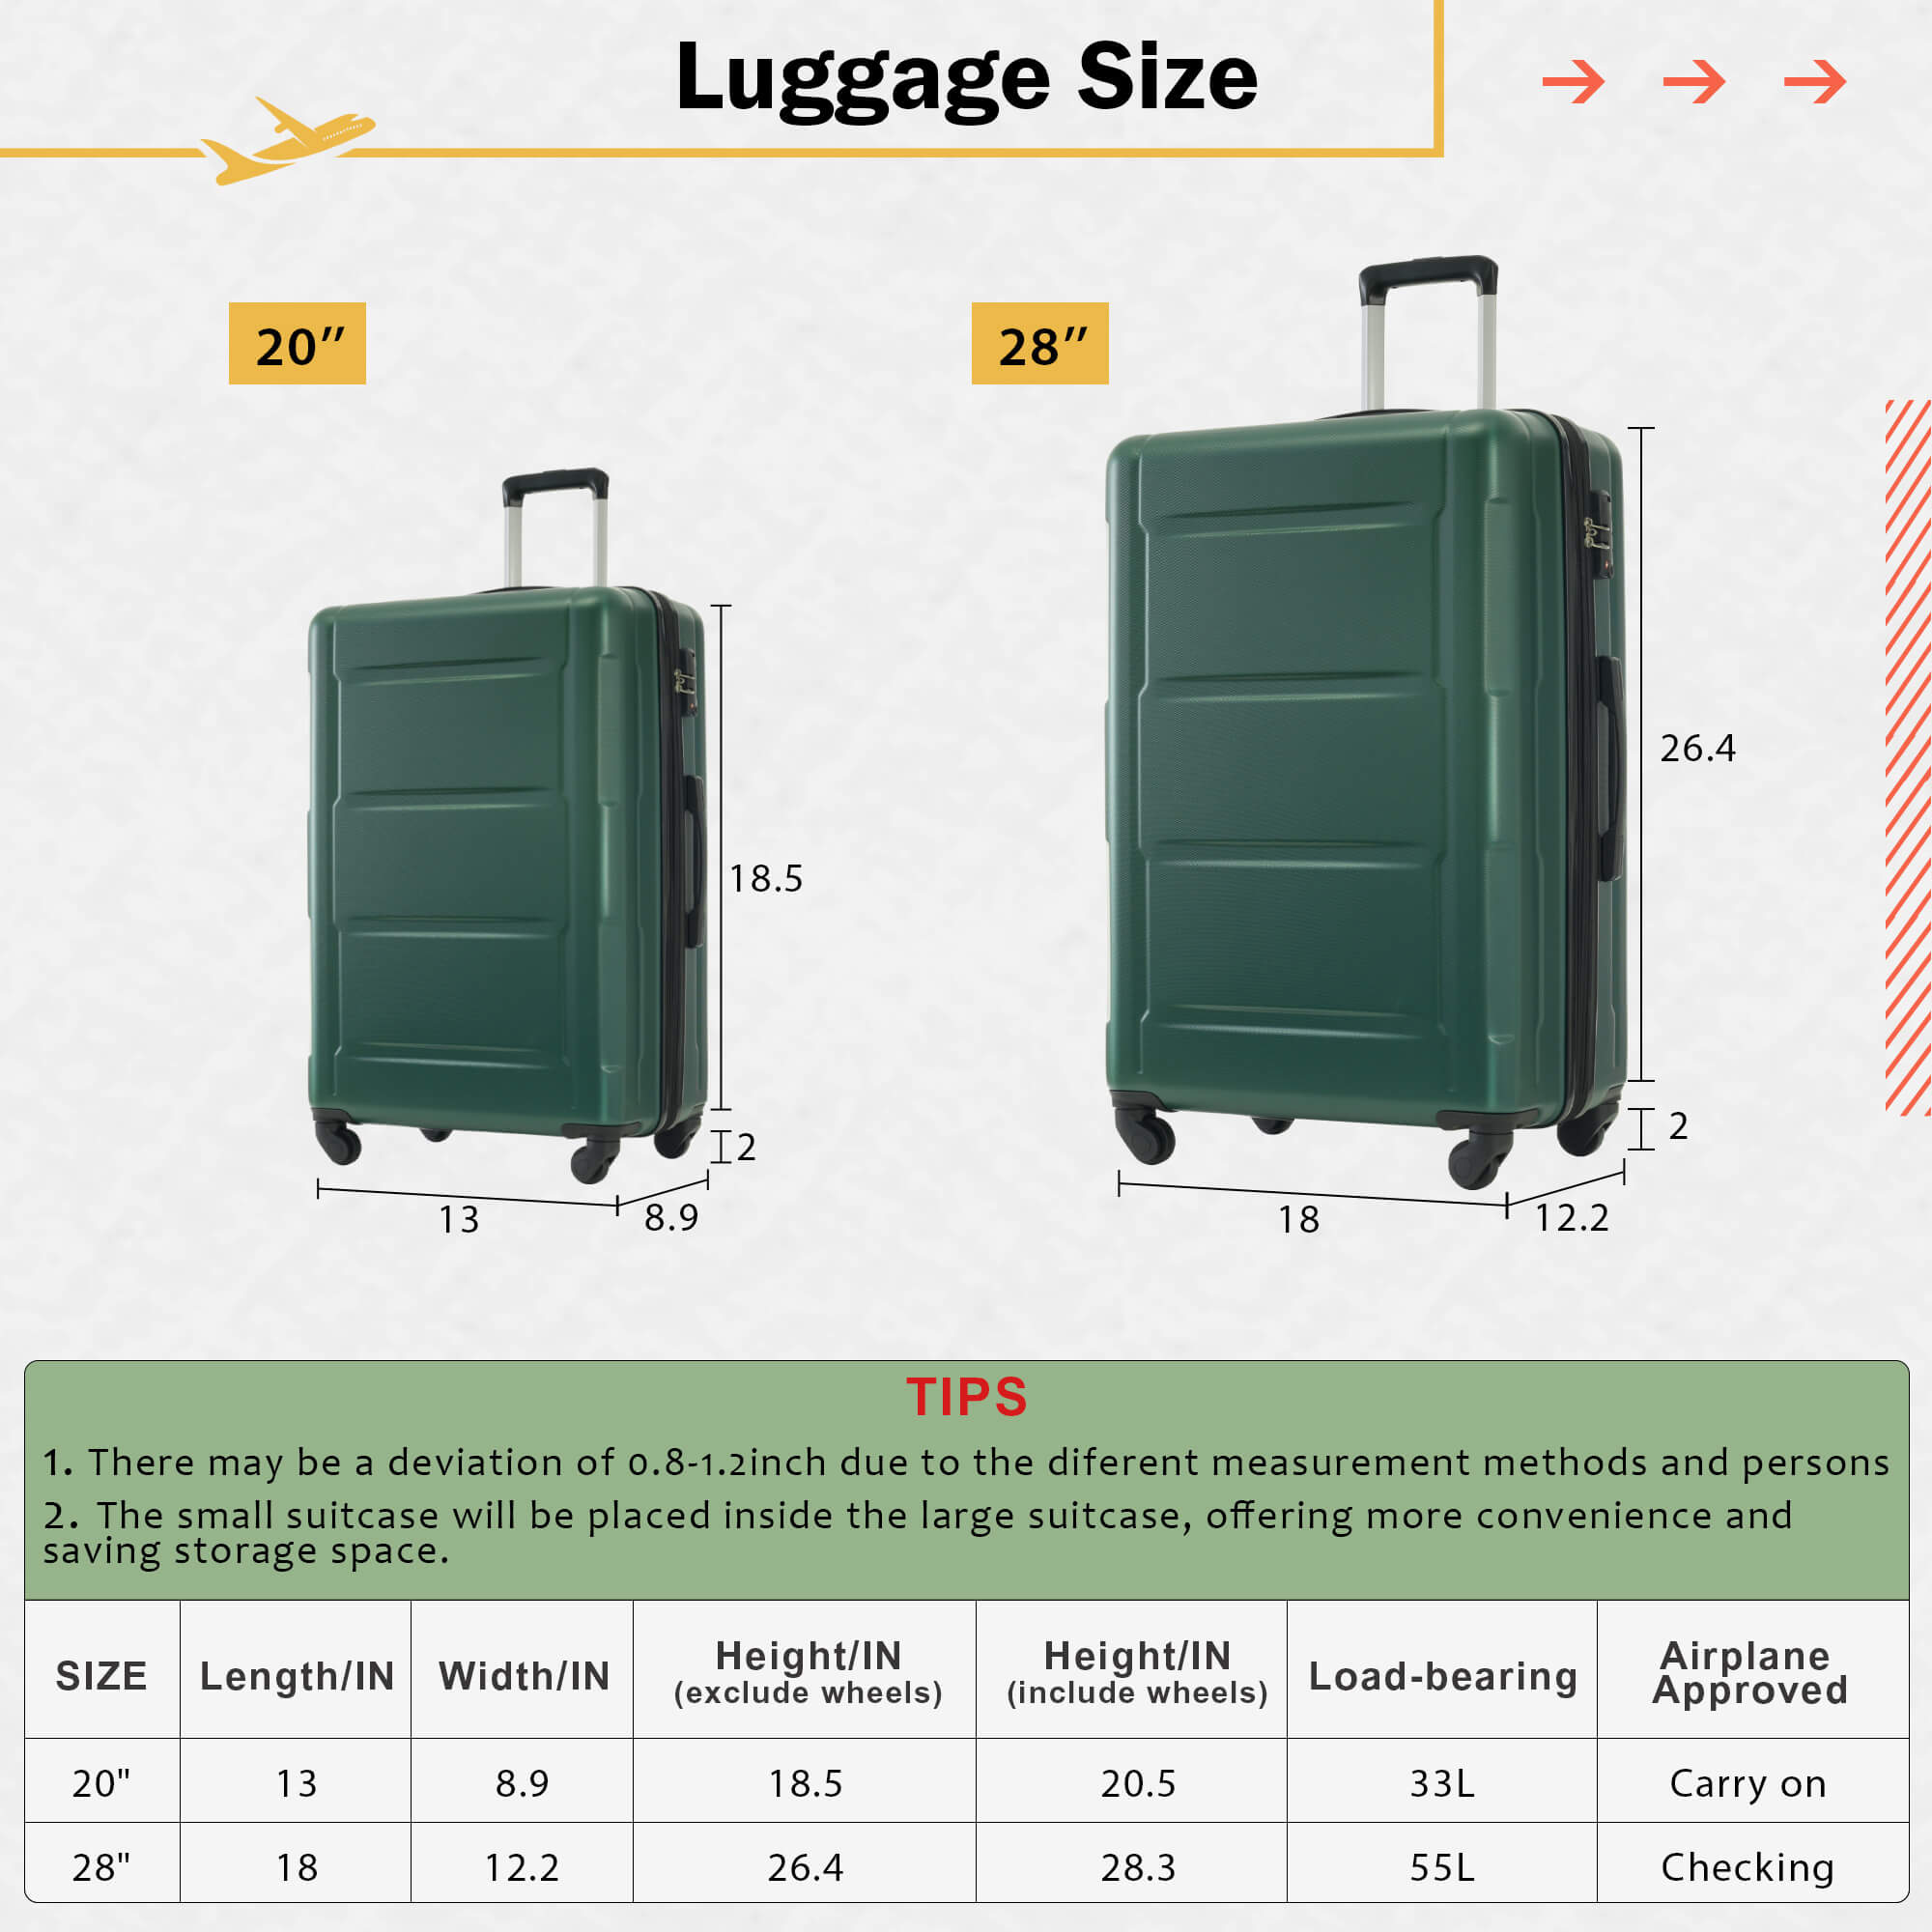 Luggage Size
20’’
28’’
18.5
2
13
8.9
26.4
2
18
12.2
TIPS
1. There may be a deviation of 0.8-1.2inch due to the diferent measurement methods and persons
2. The small suitcase will be placed inside the large suitcase, offering more convenience and
saving storage space.
SIZE Length/IN Width/IN Height/IN (exclude wheels) Height/IN (include wheels) Load-bearing Airplane Approved
20" 13 8.9 18.5 20.5 33L Carry on
28" 18 12.2 26.4 28.3 55L Checking